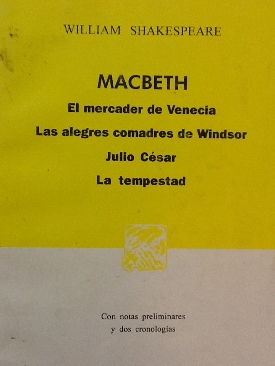 WILLIAM SHAKESPEARE
MACBETH
El mercader de Venecia
Las alegres comadres de Windsor
Julio César
La tempestad
Con notas preliminares
y dos cronologías